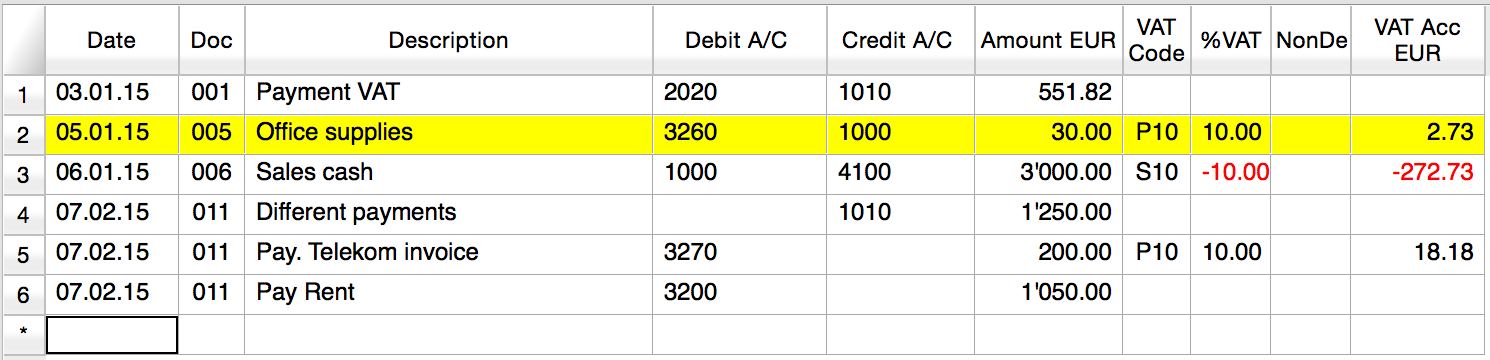 Date Doc Description Debit A/C Credit A/C Amount EUR VAT Code %VAT NonDe VAT Acc EUR
1 03.01.15 001 Payment VAT 2020 1010 551.82
2 05.01.15 005 Office supplies 3260 1000 30.00 P10 10.00 2.73
3 06.01.15 006 Sales cash 1000 4100 3'000.00 S10 -10.00 -272.73
4 07.02.15 011 Different payments 1010 1'250.00
5 07.02.15 011 Pay. Telekom invoice 3270 200.00 P10 10.00 18.18
6 07.02.15 011 Pay Rent 3200 1'050.00
*